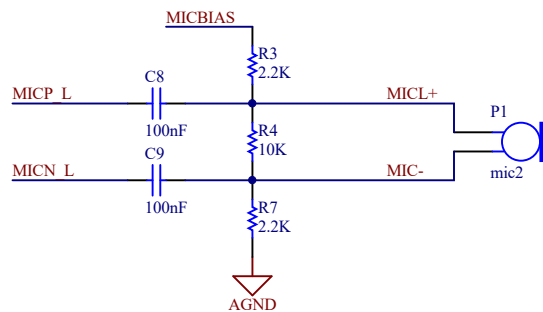 MICBIAS
R3
2.2K
C8
MICP_L
MICL+
100nF
P1
R4
10K
C9
MICN_L
MIC-
mic2
100nF
R7
2.2K
AGND